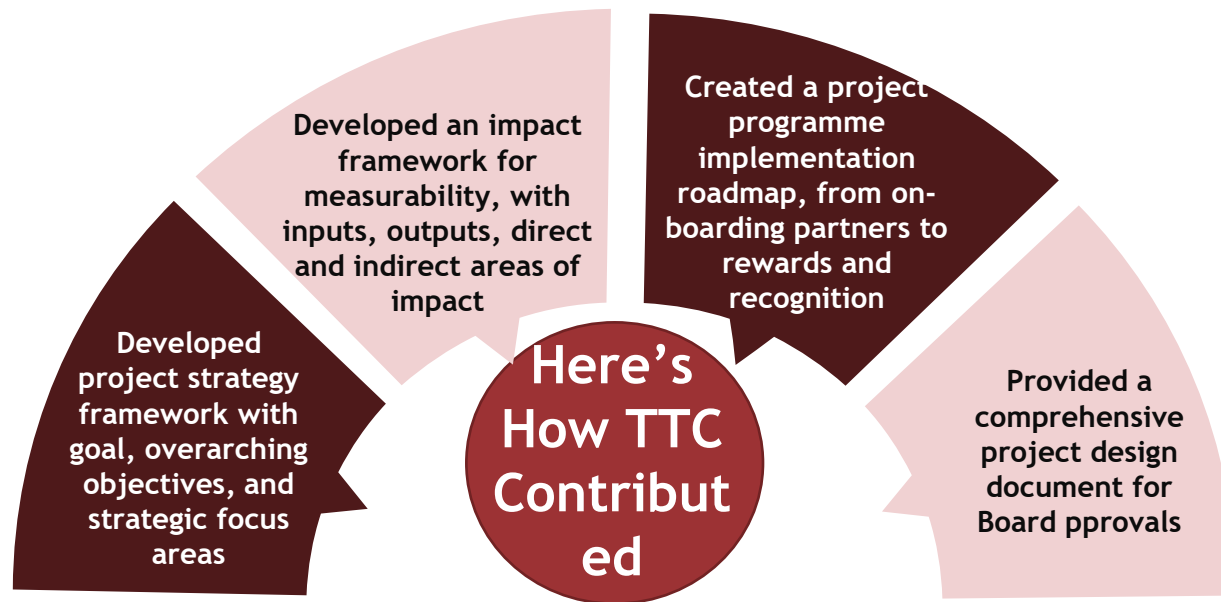 Developed
project strategy
framework with
goal, overarching
objectives, and
strategic focus
areas
Developed an impact
framework for
measurability, with
inputs, outputs, direct
and indirect areas of
impact
Created a project
programme
implementation
roadmap, from on-
boarding partners to
rewards and
recognition
Provided a
comprehensive
project design
document for
Board pprovals
Here’s
How TTC
Contribut
ed